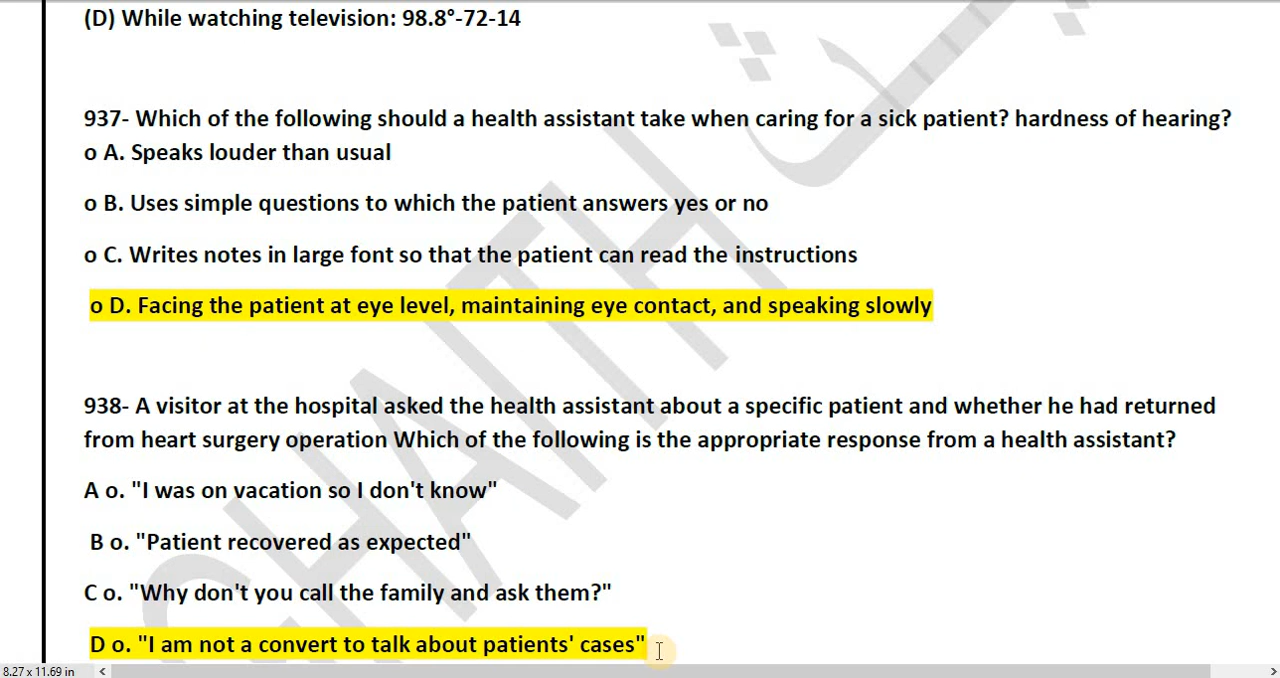 (D) While watching television: 98.8°-72-14
937- Which of the following should a health assistant take when caring for a sick patient? hardness of hearing?
o A. Speaks louder than usual
o B. Uses simple questions to which the patient answers yes or no
o C. Writes notes in large font so that the patient can read the instructions
o D. Facing the patient at eye level, maintaining eye contact, and speaking slowly
938- A visitor at the hospital asked the health assistant about a specific patient and whether he had returned
from heart surgery operation Which of the following is the appropriate response from a health assistant?
A o. "I was on vacation so I don't know"
B o. "Patient recovered as expected"
C o. "Why don't you call the family and ask them?"
D o. "I am not a convert to talk about patients' cases"
8.27 x 11.69 in